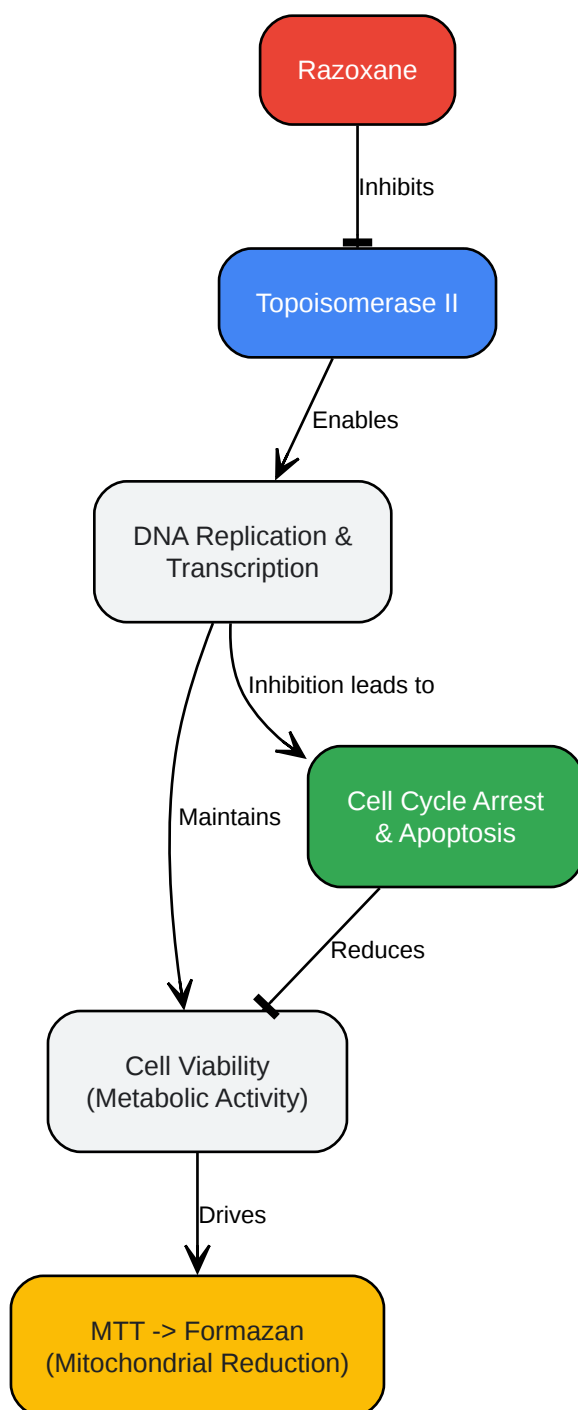 Razoxane
Inhibits
Topoisomerase II
Enables
DNA Replication &
Transcription
Inhibition leads to
Maintains
Cell Cycle Arrest
& Apoptosis
Reduces
Cell Viability
(Metabolic Activity)
Drives
MTT -> Formazan
(Mitochondrial Reduction)